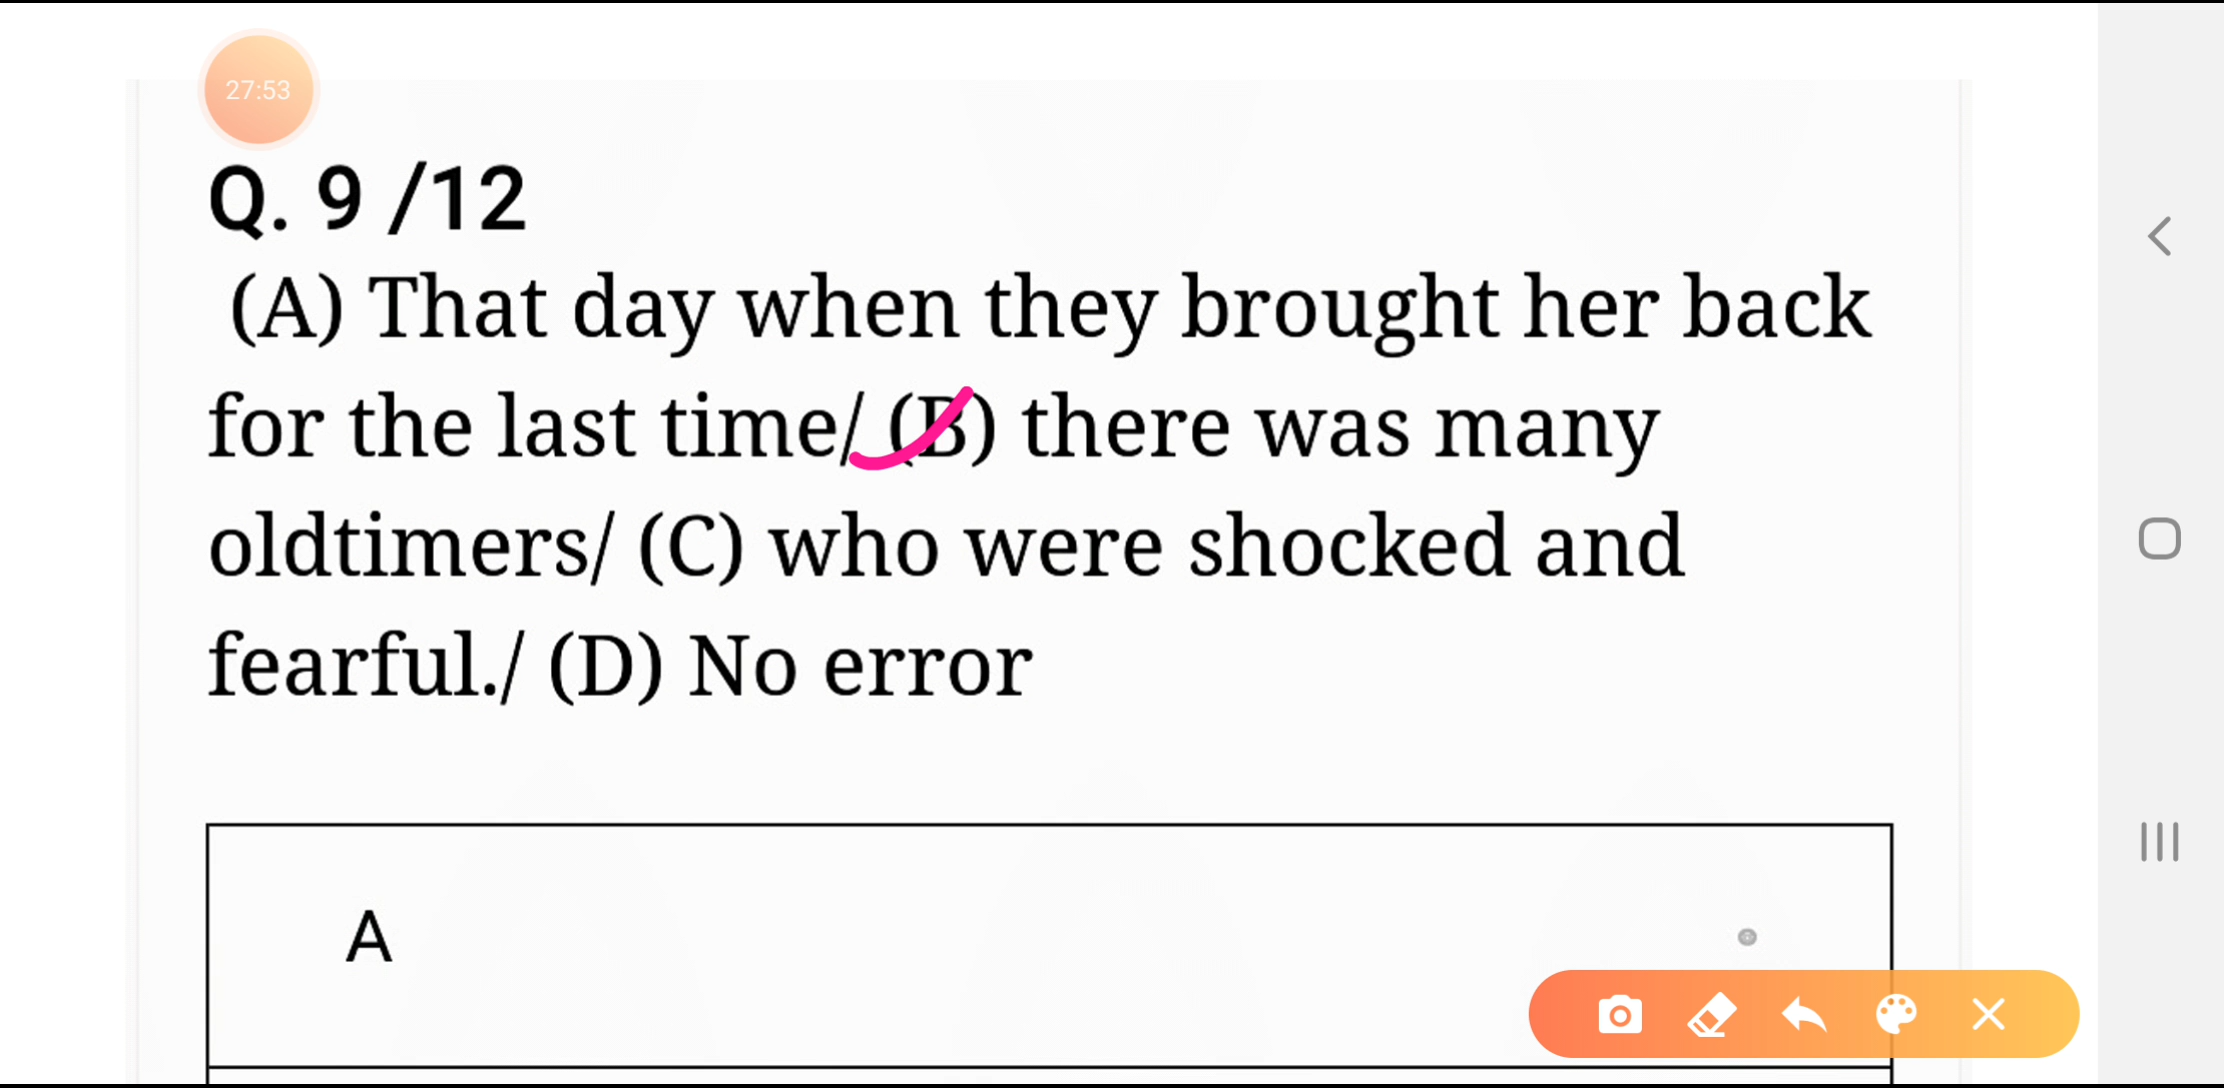 27:53
Q. 9 /12
(A) That day when they brought her back
for the last time/ (B) there was many
oldtimers/ (C) who were shocked and
fearful./ (D) No error
A